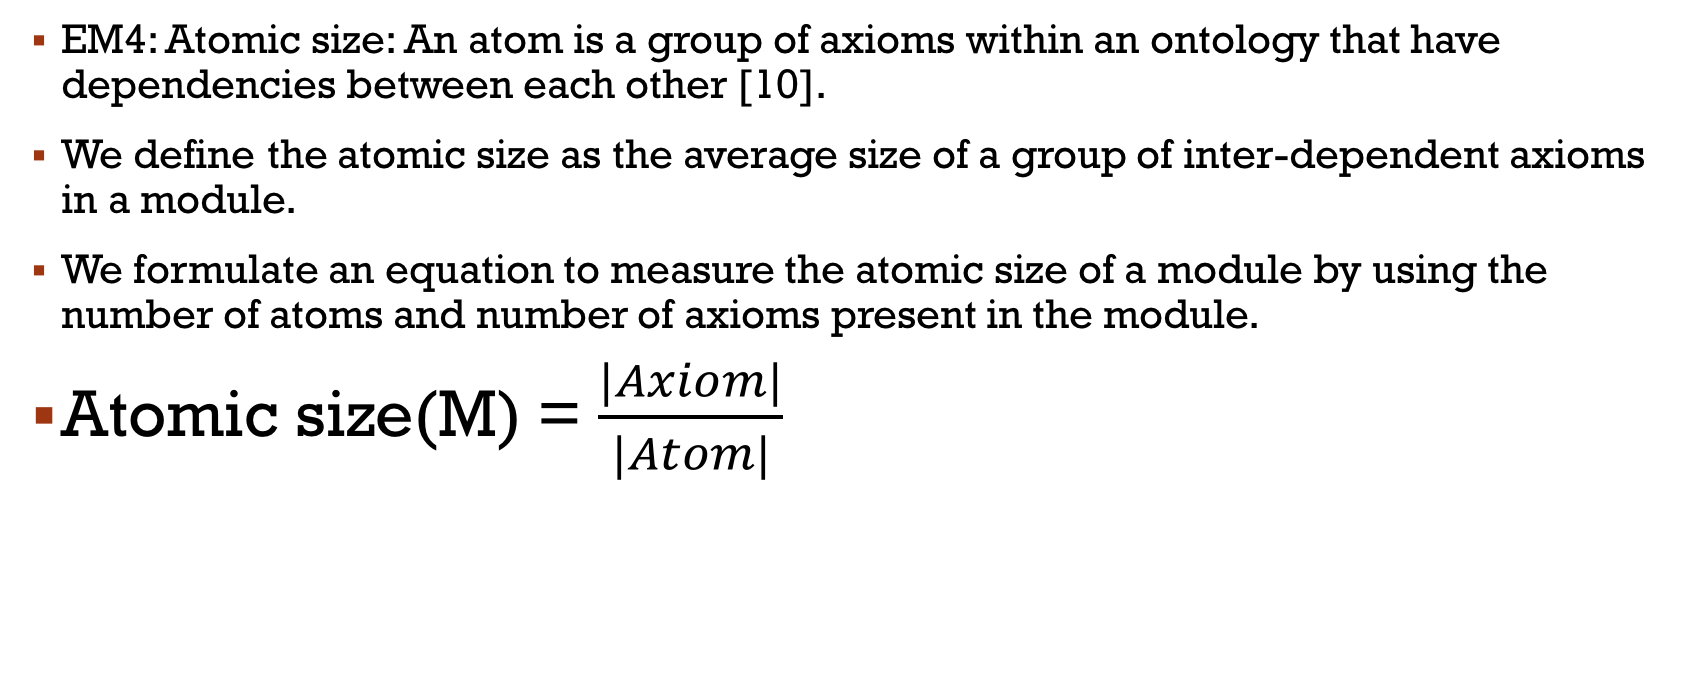 ▪ EM4: Atomic size: An atom is a group of axioms within an ontology that have
dependencies between each other [10].
▪ We define the atomic size as the average size of a group of inter-dependent axioms
in a module.
▪ We formulate an equation to measure the atomic size of a module by using the
number of atoms and number of axioms present in the module.
▪ Atomic size(M) = |Axiom| / |Atom|